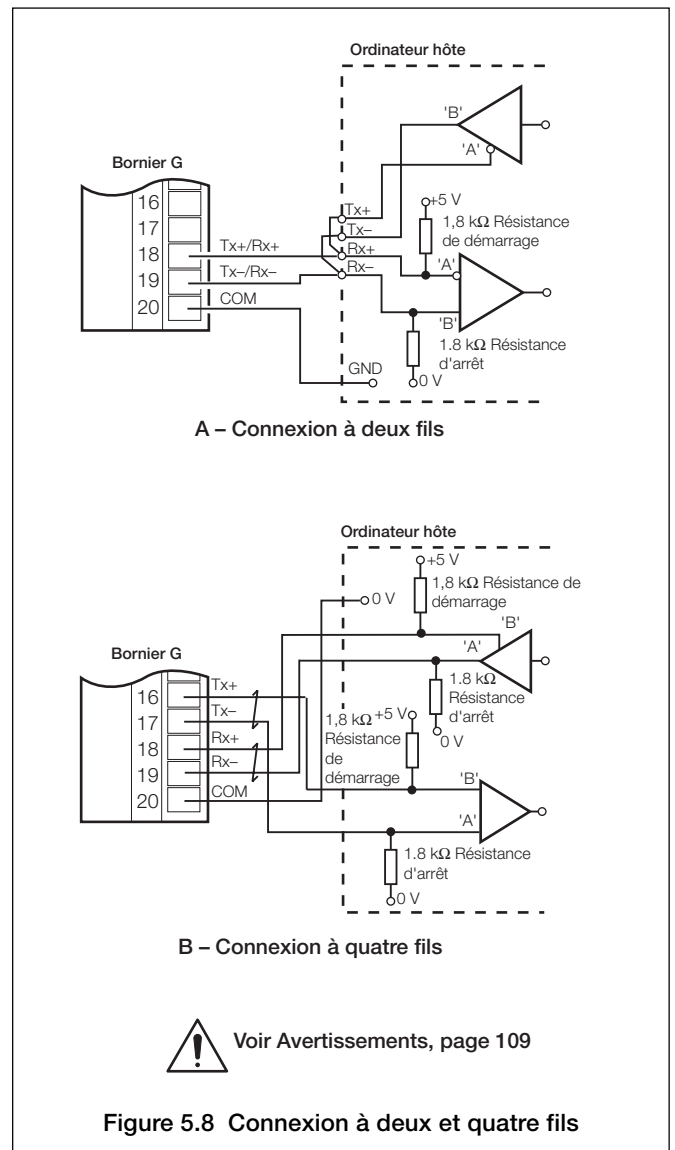 Ordinateur hôte
'B'
'A'
Bornier G
+5 V
Tx+
1,8 kΩ Résistance
de démarrage
16
Tx–
17
Tx+/Rx+
Rx+
'A'
18
Tx–/Rx–
Rx–
19
COM
'B'
20
1.8 kΩ Résistance
d'arrêt
GND
0 V
A – Connexion à deux fils
Ordinateur hôte
+5 V
1,8 kΩ Résistance de
démarrage
0 V
'B'
Bornier G
'A'
16
Tx+
1.8 kΩ
Résistance
d'arrêt
17
Tx–
1,8 kΩ
+5 V
Résistance
de
démarrage
0 V
18
Rx+
19
Rx–
'B'
20
COM
'A'
1.8 kΩ Résistance
d'arrêt
0 V
B – Connexion à quatre fils
Voir Avertissements, page 109
Figure 5.8 Connexion à deux et quatre fils